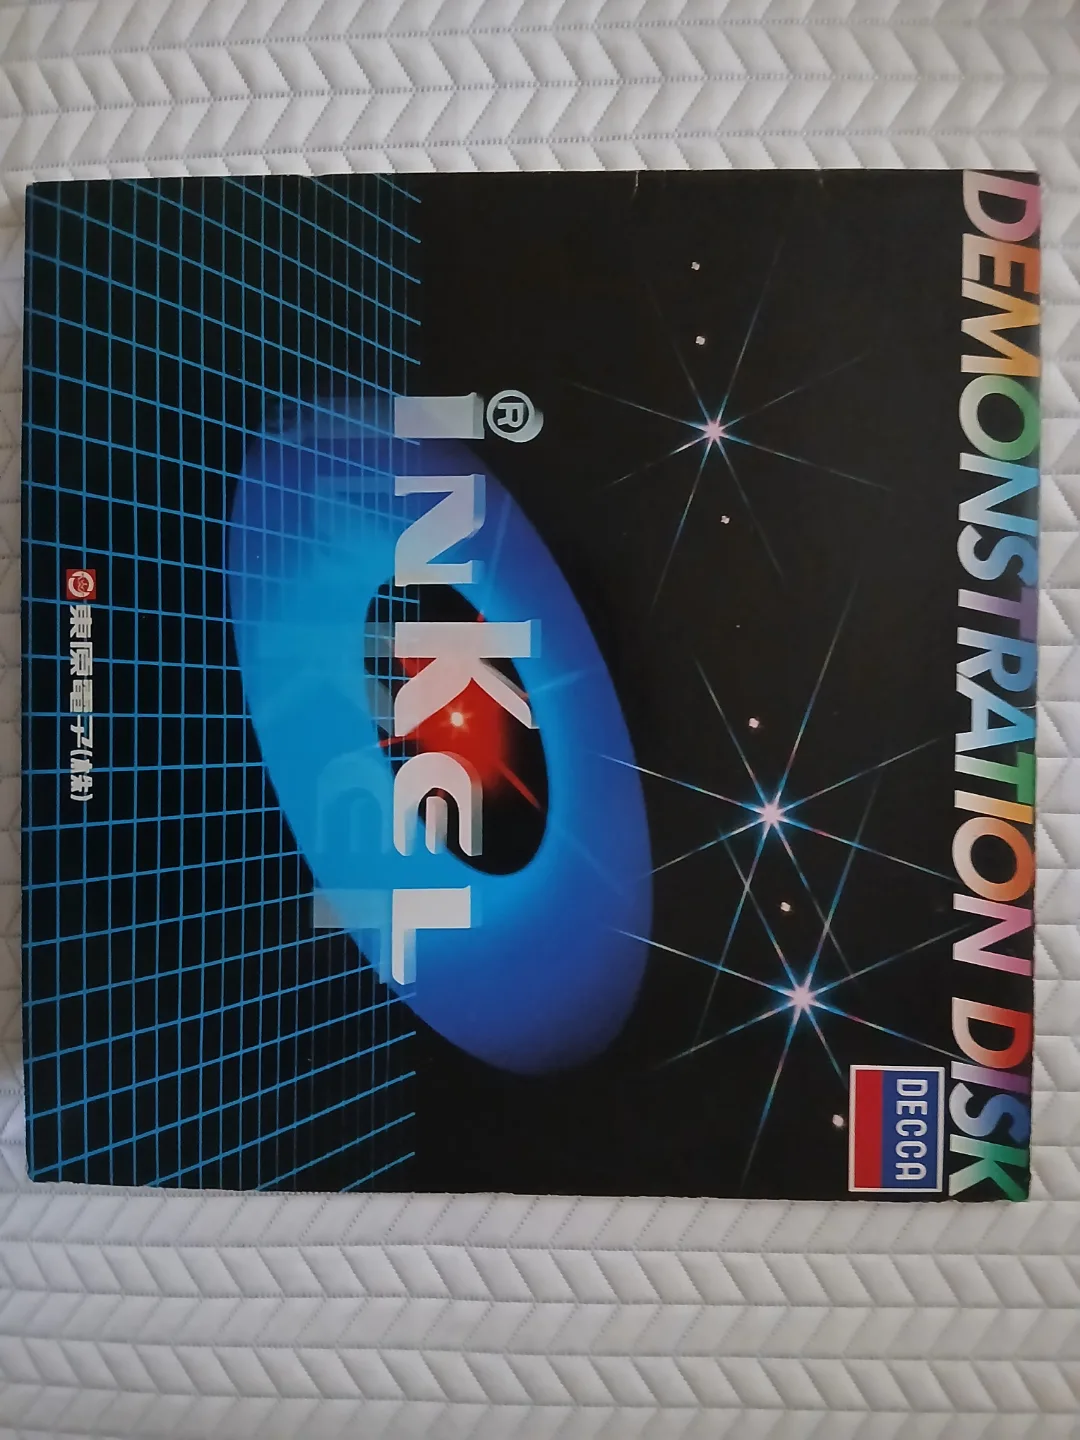 DEMONSTRATION DISK
DECCA
inkel®
東原電子(株)